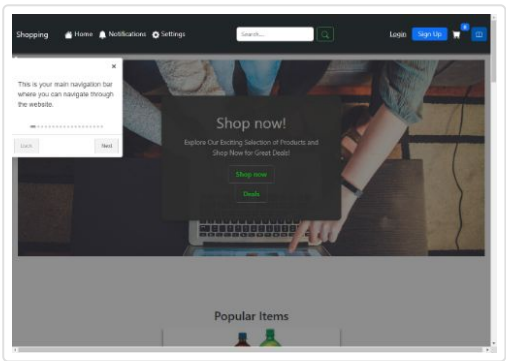 Shopping Home Notifications Settings Search... Login Sign Up 0
×
This is your main navigation bar
where you can navigate through
the website.
Back Next
Shop now!
Explore Our Exciting Selection of Products and
Shop Now for Great Deals!
Shop now
Deals
Popular Items